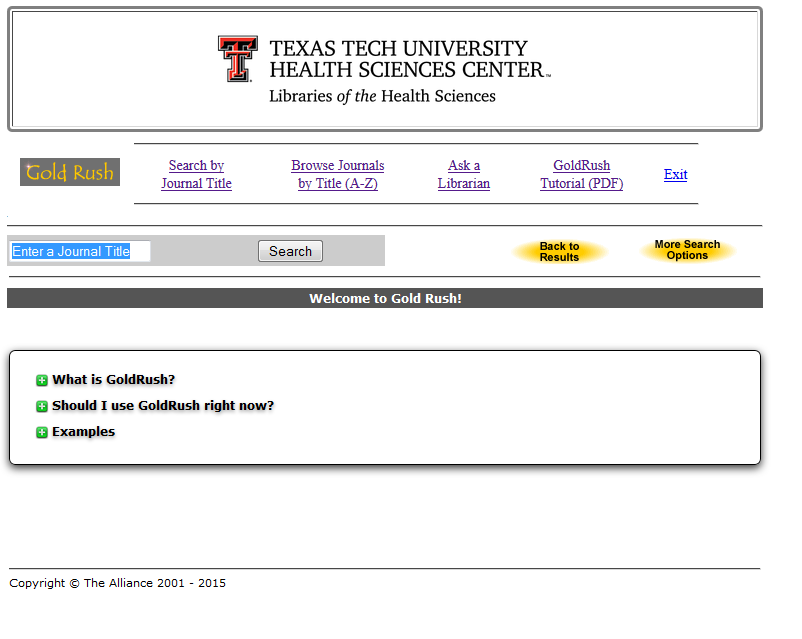 TEXAS TECH UNIVERSITY
HEALTH SCIENCES CENTER™
Libraries of the Health Sciences
Gold Rush
Search by
Journal Title
Browse Journals
by Title (A-Z)
Ask a
Librarian
GoldRush
Tutorial (PDF)
Exit
Enter a Journal Title
Search
Back to
Results
More Search
Options
Welcome to Gold Rush!
What is GoldRush?
Should I use GoldRush right now?
Examples
Copyright © The Alliance 2001 - 2015